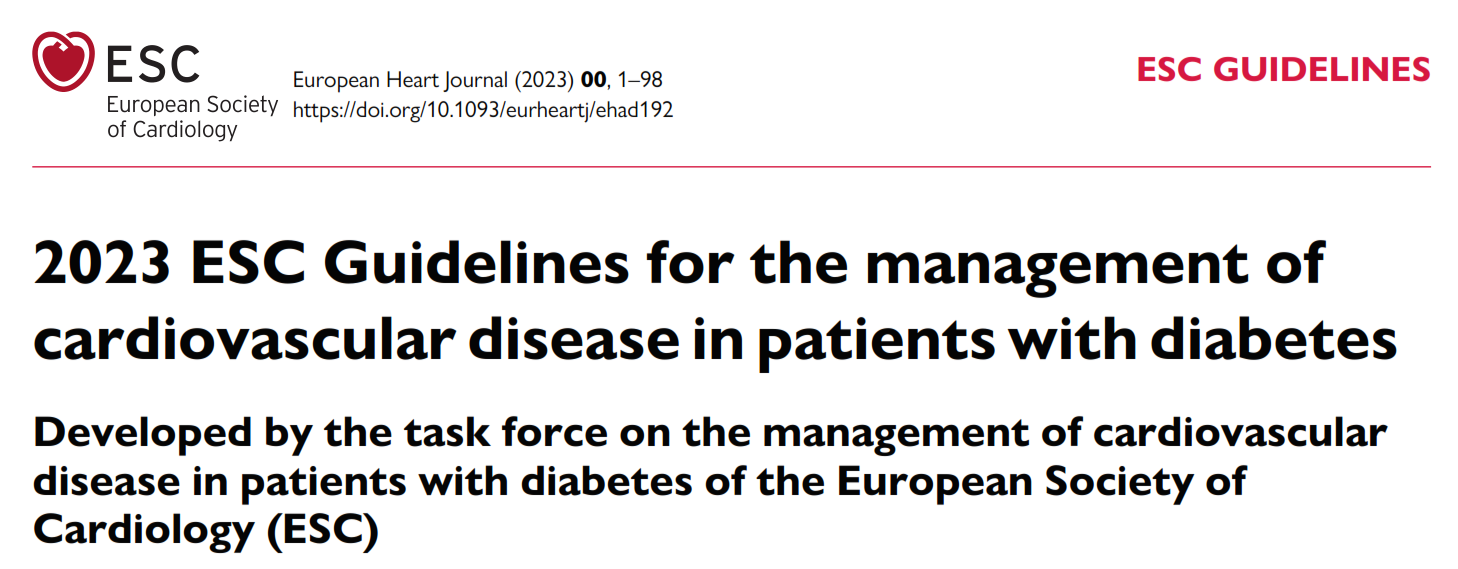 ESC
European Society
of Cardiology
European Heart Journal (2023) 00, 1–98
https://doi.org/10.1093/eurheartj/ehad192
ESC GUIDELINES
2023 ESC Guidelines for the management of
cardiovascular disease in patients with diabetes
Developed by the task force on the management of cardiovascular
disease in patients with diabetes of the European Society of
Cardiology (ESC)